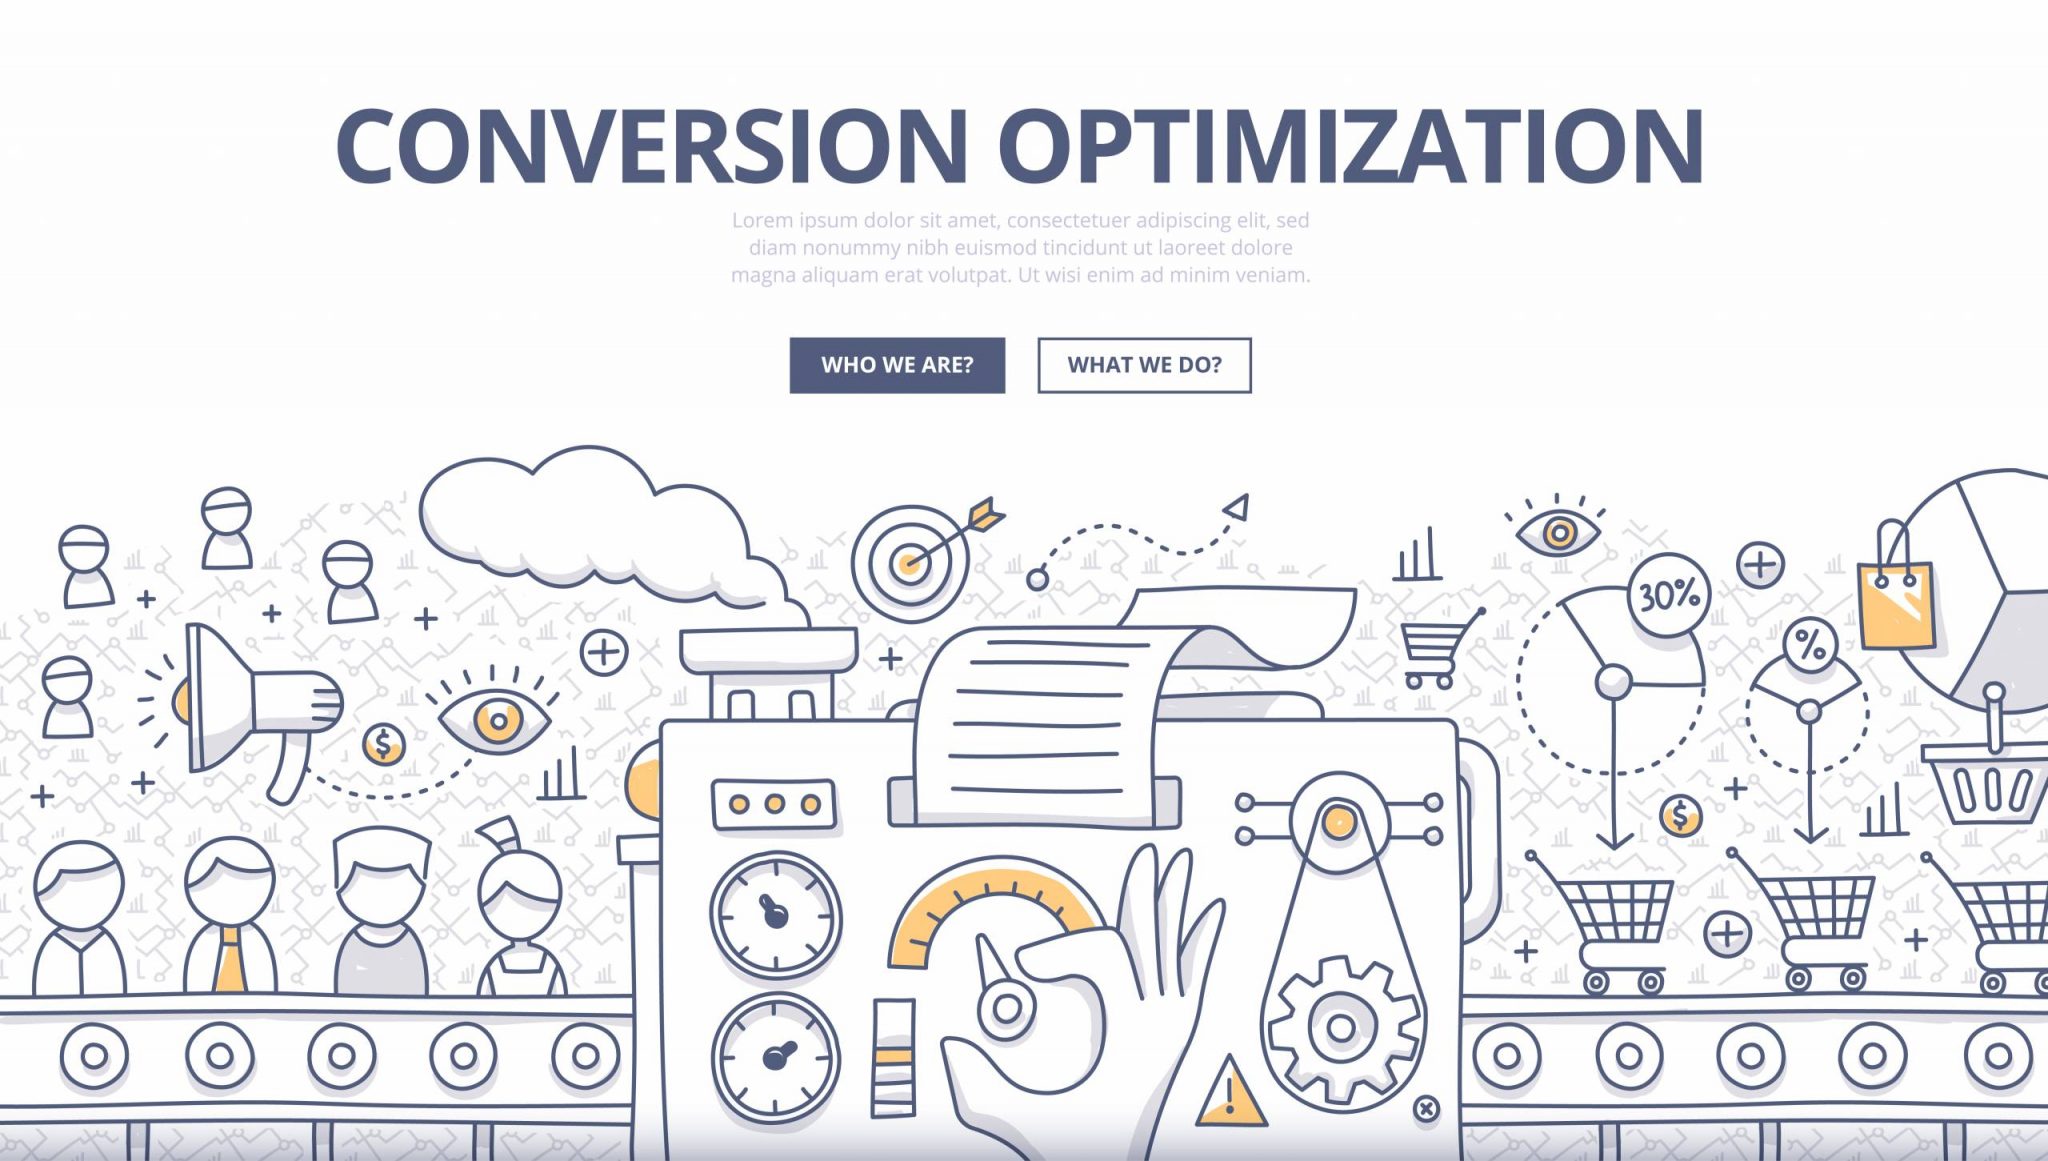 CONVERSION OPTIMIZATION
Lorem ipsum dolor sit amet, consectetuer adipiscing elit, sed
diam nonummy nibh euismod tincidunt ut laoreet dolore
magna aliquam erat volutpat. Ut wisi enim ad minim veniam.
WHO WE ARE?
WHAT WE DO?
30%
%
$
$